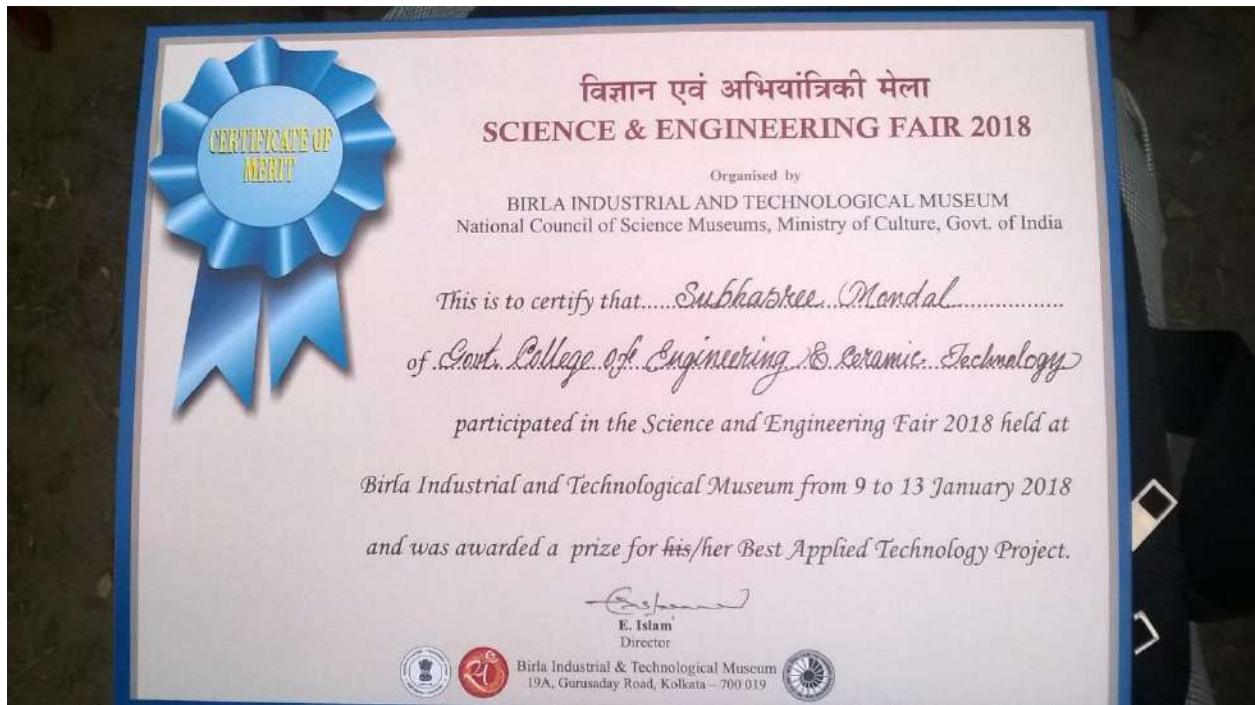 CERTIFICATE OF
MERIT
विज्ञान एवं अभियांत्रिकी मेला
SCIENCE & ENGINEERING FAIR 2018
Organised by
BIRLA INDUSTRIAL AND TECHNOLOGICAL MUSEUM
National Council of Science Museums, Ministry of Culture, Govt. of India
This is to certify that.....Subhasree Mondal.................
of Govt. College of Engineering & Ceramic Technology
participated in the Science and Engineering Fair 2018 held at
Birla Industrial and Technological Museum from 9 to 13 January 2018
and was awarded a prize for his/her Best Applied Technology Project.
E. Islam
Director
Birla Industrial & Technological Museum
19A, Gurusaday Road, Kolkata – 700 019